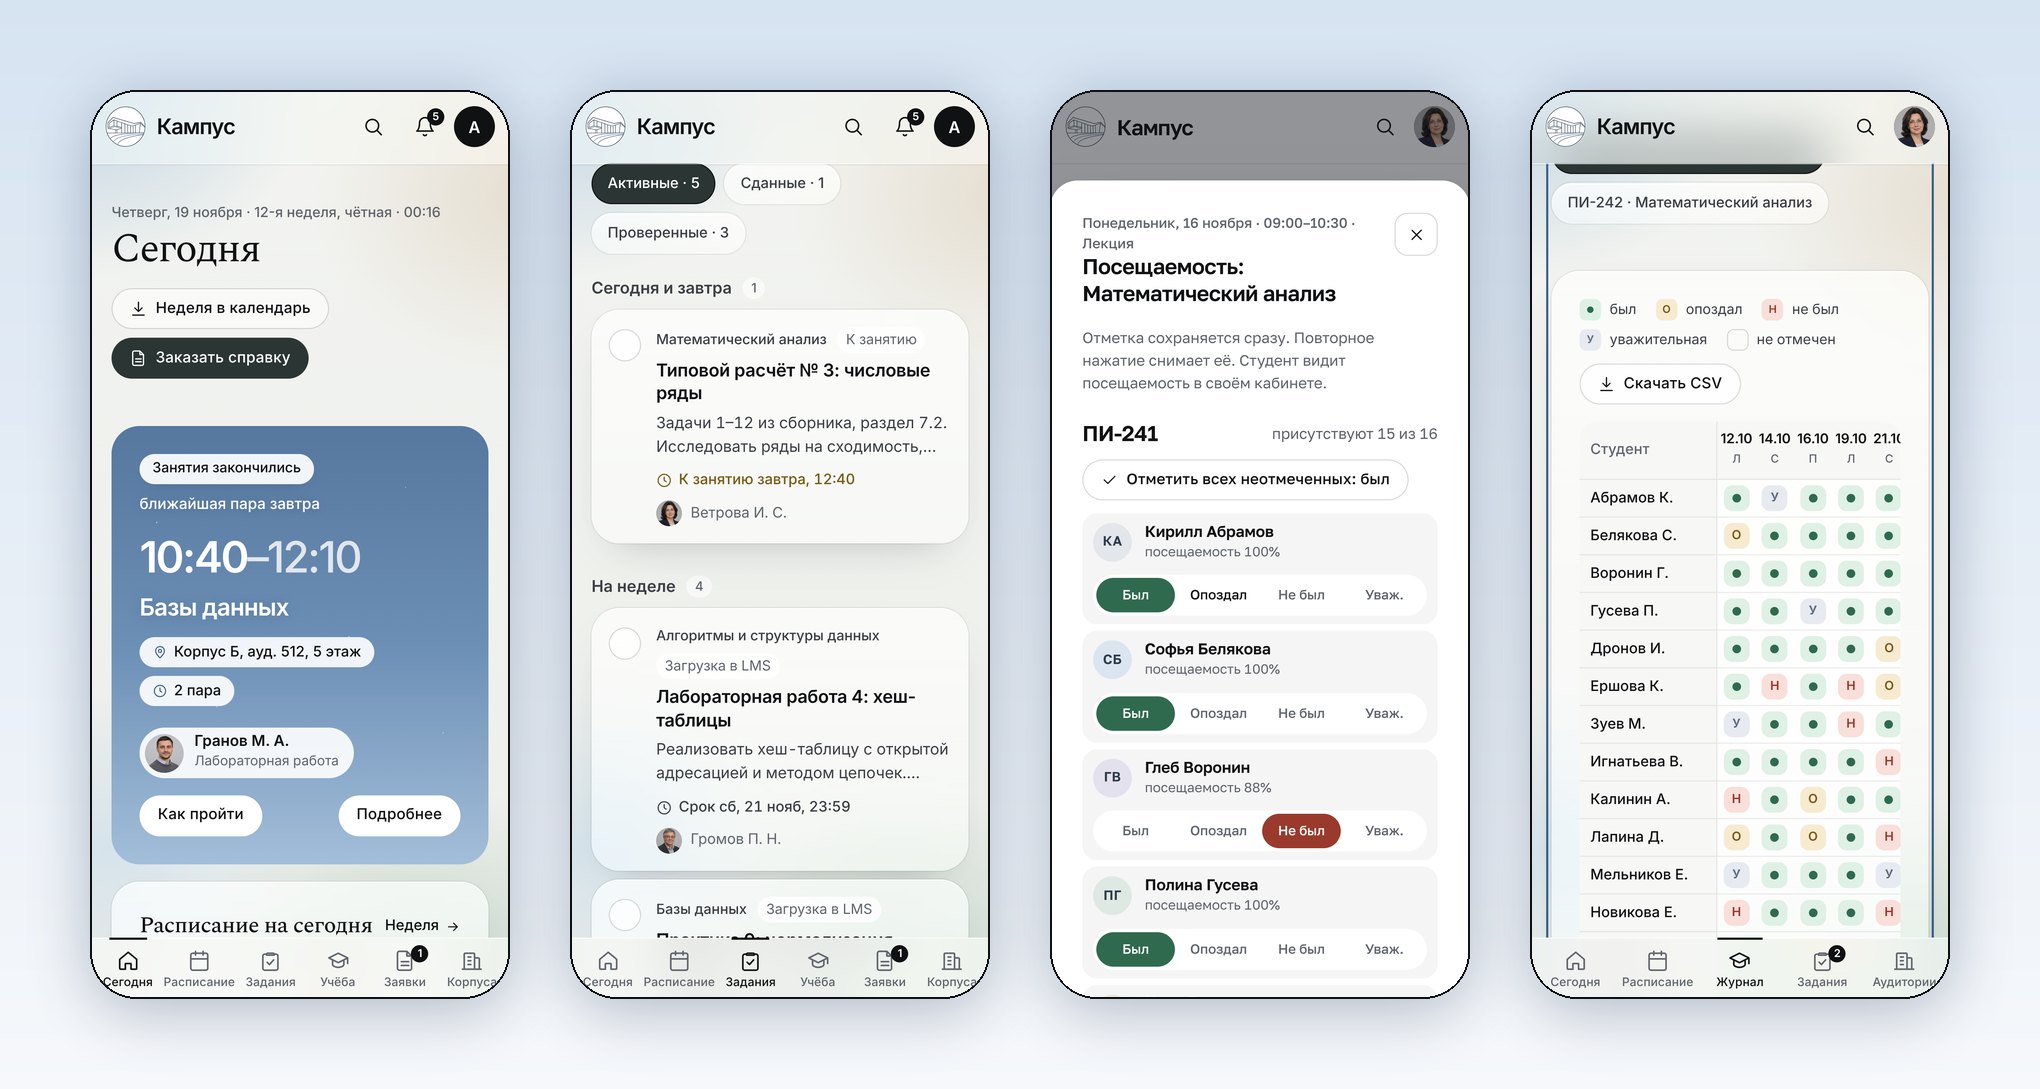 Кампус
5
A
Четверг, 19 ноября · 12-я неделя, чётная · 00:16
Сегодня
Неделя в календарь
Заказать справку
Занятия закончились
ближайшая пара завтра
10:40–12:10
Базы данных
Корпус Б, ауд. 512, 5 этаж
2 пара
Гранов М. А.
Лабораторная работа
Как пройти
Подробнее
Расписание на сегодня
Неделя →
1
Сегодня
Расписание
Задания
Учёба
Заявки
Корпуса
Кампус
5
A
Активные · 5
Сданные · 1
Проверенные · 3
Сегодня и завтра 1
Математический анализ К занятию
Типовой расчёт № 3: числовые
ряды
Задачи 1–12 из сборника, раздел 7.2.
Исследовать ряды на сходимость,...
К занятию завтра, 12:40
Ветрова И. С.
На неделе 4
Алгоритмы и структуры данных
Загрузка в LMS
Лабораторная работа 4: хеш-
таблицы
Реализовать хеш-таблицу с открытой
адресацией и методом цепочек....
Срок сб, 21 нояб, 23:59
Громов П. Н.
Базы данных Загрузка в LMS
1
Сегодня
Расписание
Задания
Учёба
Заявки
Корпуса
Кампус
Понедельник, 16 ноября · 09:00–10:30 ·
Лекция
Посещаемость:
Математический анализ
Отметка сохраняется сразу. Повторное
нажатие снимает её. Студент видит
посещаемость в своём кабинете.
ПИ-241
присутствуют 15 из 16
Отметить всех неотмеченных: был
КА
Кирилл Абрамов
посещаемость 100%
Был Опоздал Не был Уваж.
СБ
Софья Белякова
посещаемость 100%
Был Опоздал Не был Уваж.
ГВ
Глеб Воронин
посещаемость 88%
Был Опоздал Не был Уваж.
ПГ
Полина Гусева
посещаемость 100%
Был Опоздал Не был Уваж.
Кампус
ПИ-242 · Математический анализ
был О опоздал Н не был
У уважительная не отмечен
Скачать CSV
Студент 12.10 14.10 16.10 19.10 21.10
Л С П Л С
Абрамов К. У
Белякова С. О
Воронин Г.
Гусева П. У
Дронов И. О
Ершова К. Н Н О
Зуев М. У Н
Игнатьева В. Н
Калинин А. Н О
Лапина Д. О О Н
Мельников Е. У У
Новикова Е. Н Н
2
Сегодня
Расписание
Журнал
Задания
Аудитории